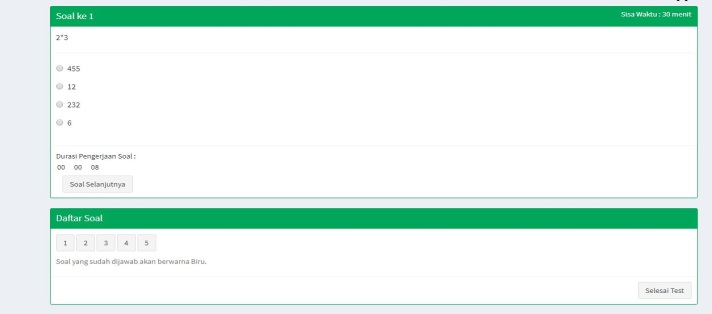 Soal ke 1
Sisa Waktu : 30 menit
2*3
455
12
232
6
Durasi Pengerjaan Soal :
00 00 08
Soal Selanjutnya
Daftar Soal
1 2 3 4 5
Soal yang sudah dijawab akan berwarna Biru.
Selesai Test